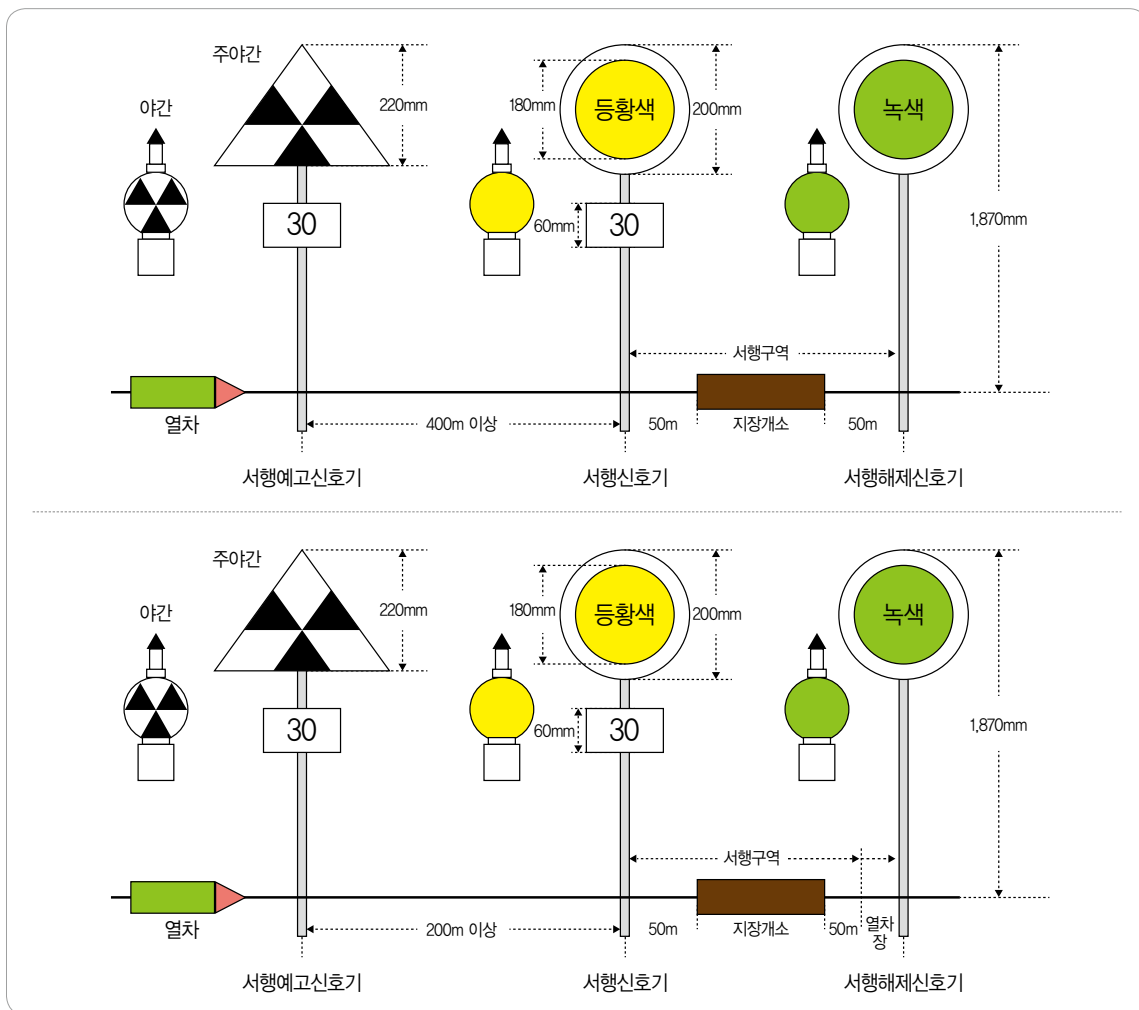 주야간
야간
220mm
180mm
등황색
200mm
녹색
30
60mm
30
1,870mm
서행구역
열차
400m 이상
50m
지장개소
50m
서행예고신호기
서행신호기
서행해제신호기
주야간
야간
220mm
180mm
등황색
200mm
녹색
30
60mm
30
1,870mm
서행구역
열차
200m 이상
50m
지장개소
50m
열차
장
서행예고신호기
서행신호기
서행해제신호기